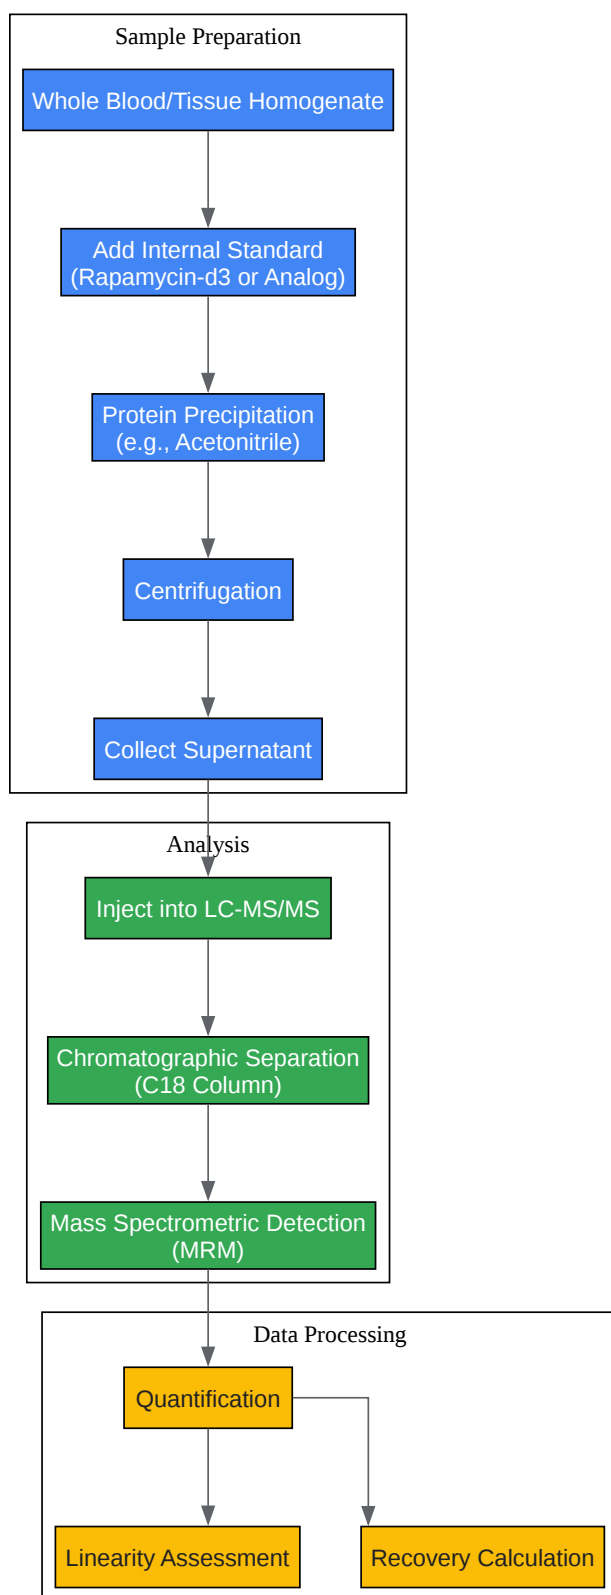 Sample Preparation
Whole Blood/Tissue Homogenate
Add Internal Standard
(Rapamycin-d3 or Analog)
Protein Precipitation
(e.g., Acetonitrile)
Centrifugation
Collect Supernatant
Analysis
Inject into LC-MS/MS
Chromatographic Separation
(C18 Column)
Mass Spectrometric Detection
(MRM)
Data Processing
Quantification
Linearity Assessment
Recovery Calculation